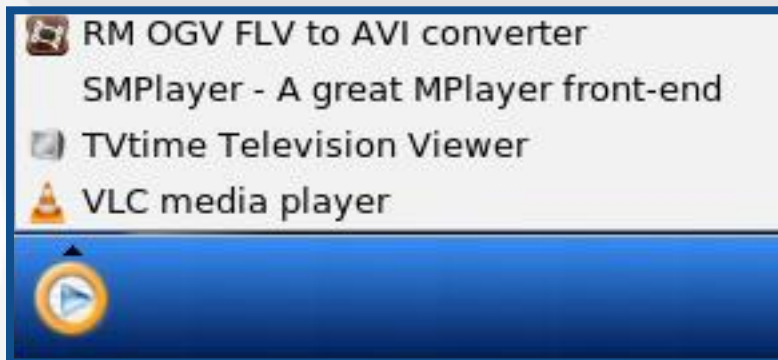 RM OGV FLV to AVI converter
SMPlayer - A great MPlayer front-end
TVtime Television Viewer
VLC media player